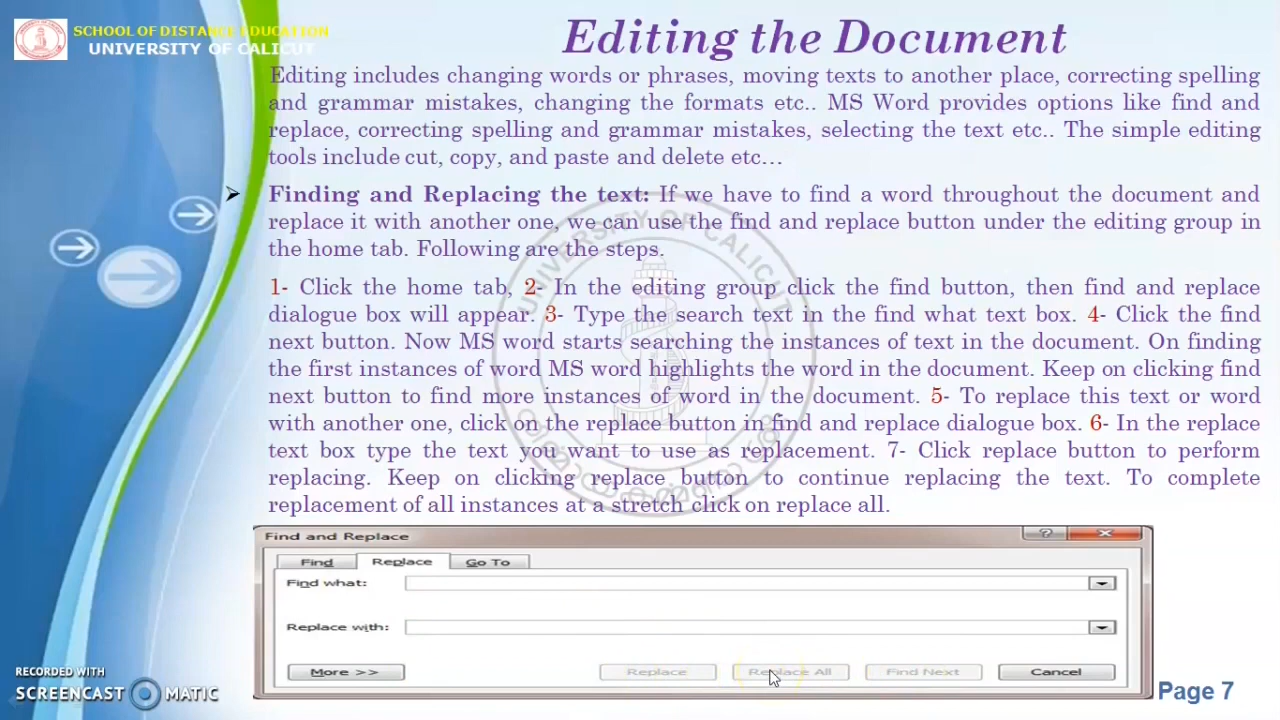 SCHOOL OF DISTANCE EDUCATION
UNIVERSITY OF CALICUT
Editing the Document
Editing includes changing words or phrases, moving texts to another place, correcting spelling
and grammar mistakes, changing the formats etc.. MS Word provides options like find and
replace, correcting spelling and grammar mistakes, selecting the text etc.. The simple editing
tools include cut, copy, and paste and delete etc…
➢ Finding and Replacing the text: If we have to find a word throughout the document and
replace it with another one, we can use the find and replace button under the editing group in
the home tab. Following are the steps.
1- Click the home tab, 2- In the editing group click the find button, then find and replace
dialogue box will appear. 3- Type the search text in the find what text box. 4- Click the find
next button. Now MS word starts searching the instances of text in the document. On finding
the first instances of word MS word highlights the word in the document. Keep on clicking find
next button to find more instances of word in the document. 5- To replace this text or word
with another one, click on the replace button in find and replace dialogue box. 6- In the replace
text box type the text you want to use as replacement. 7- Click replace button to perform
replacing. Keep on clicking replace button to continue replacing the text. To complete
replacement of all instances at a stretch click on replace all.
UNIVERSITY OF CALICUT
Find and Replace
Find Replace Go To
Find what:
Replace with:
More >> Replace Replace All Find Next Cancel
RECORDED WITH
SCREENCAST MATIC
Page 7